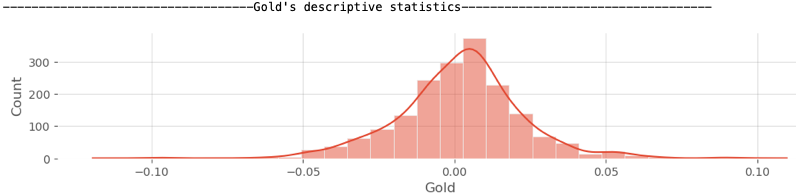 -----------------------------------Gold's descriptive statistics-----------------------------------
300
200
100
0
Count
−0.10 −0.05 0.00 0.05 0.10
Gold